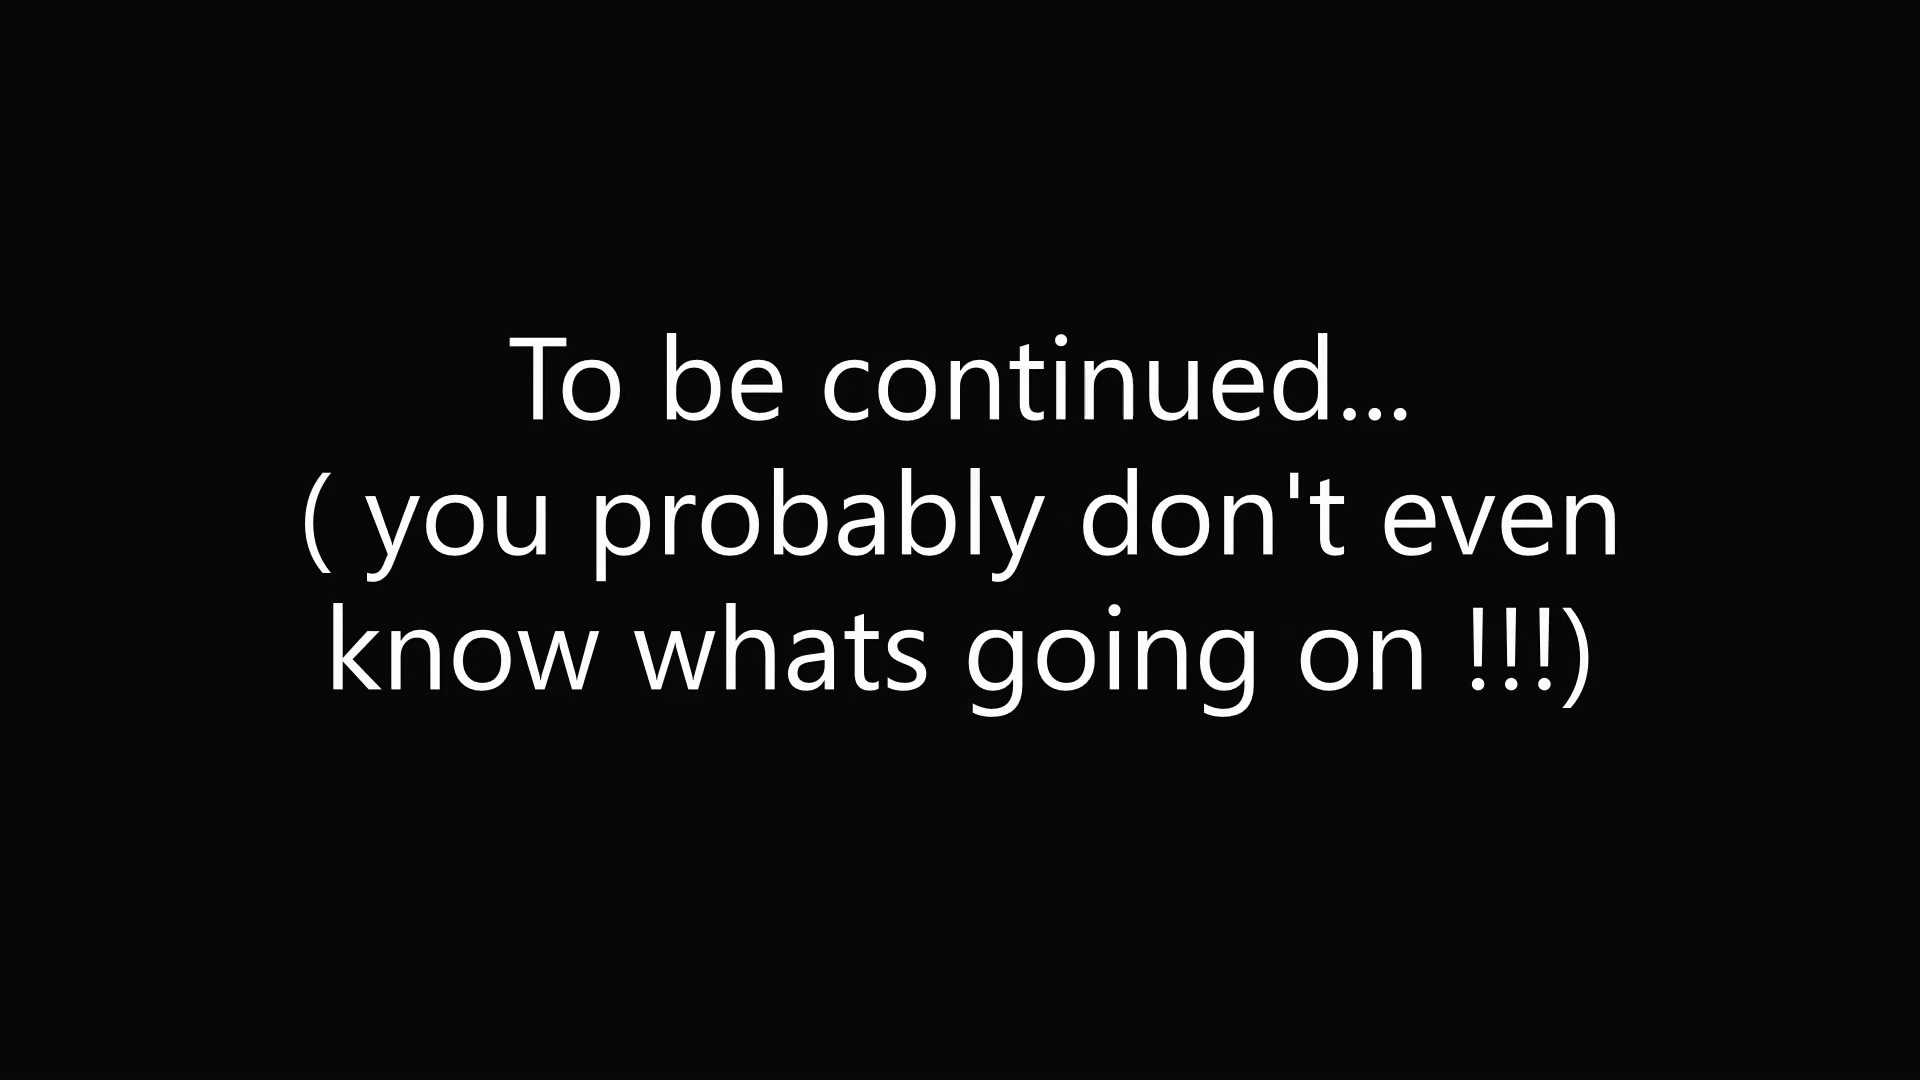 To be continued...
( you probably don't even
know whats going on !!!)